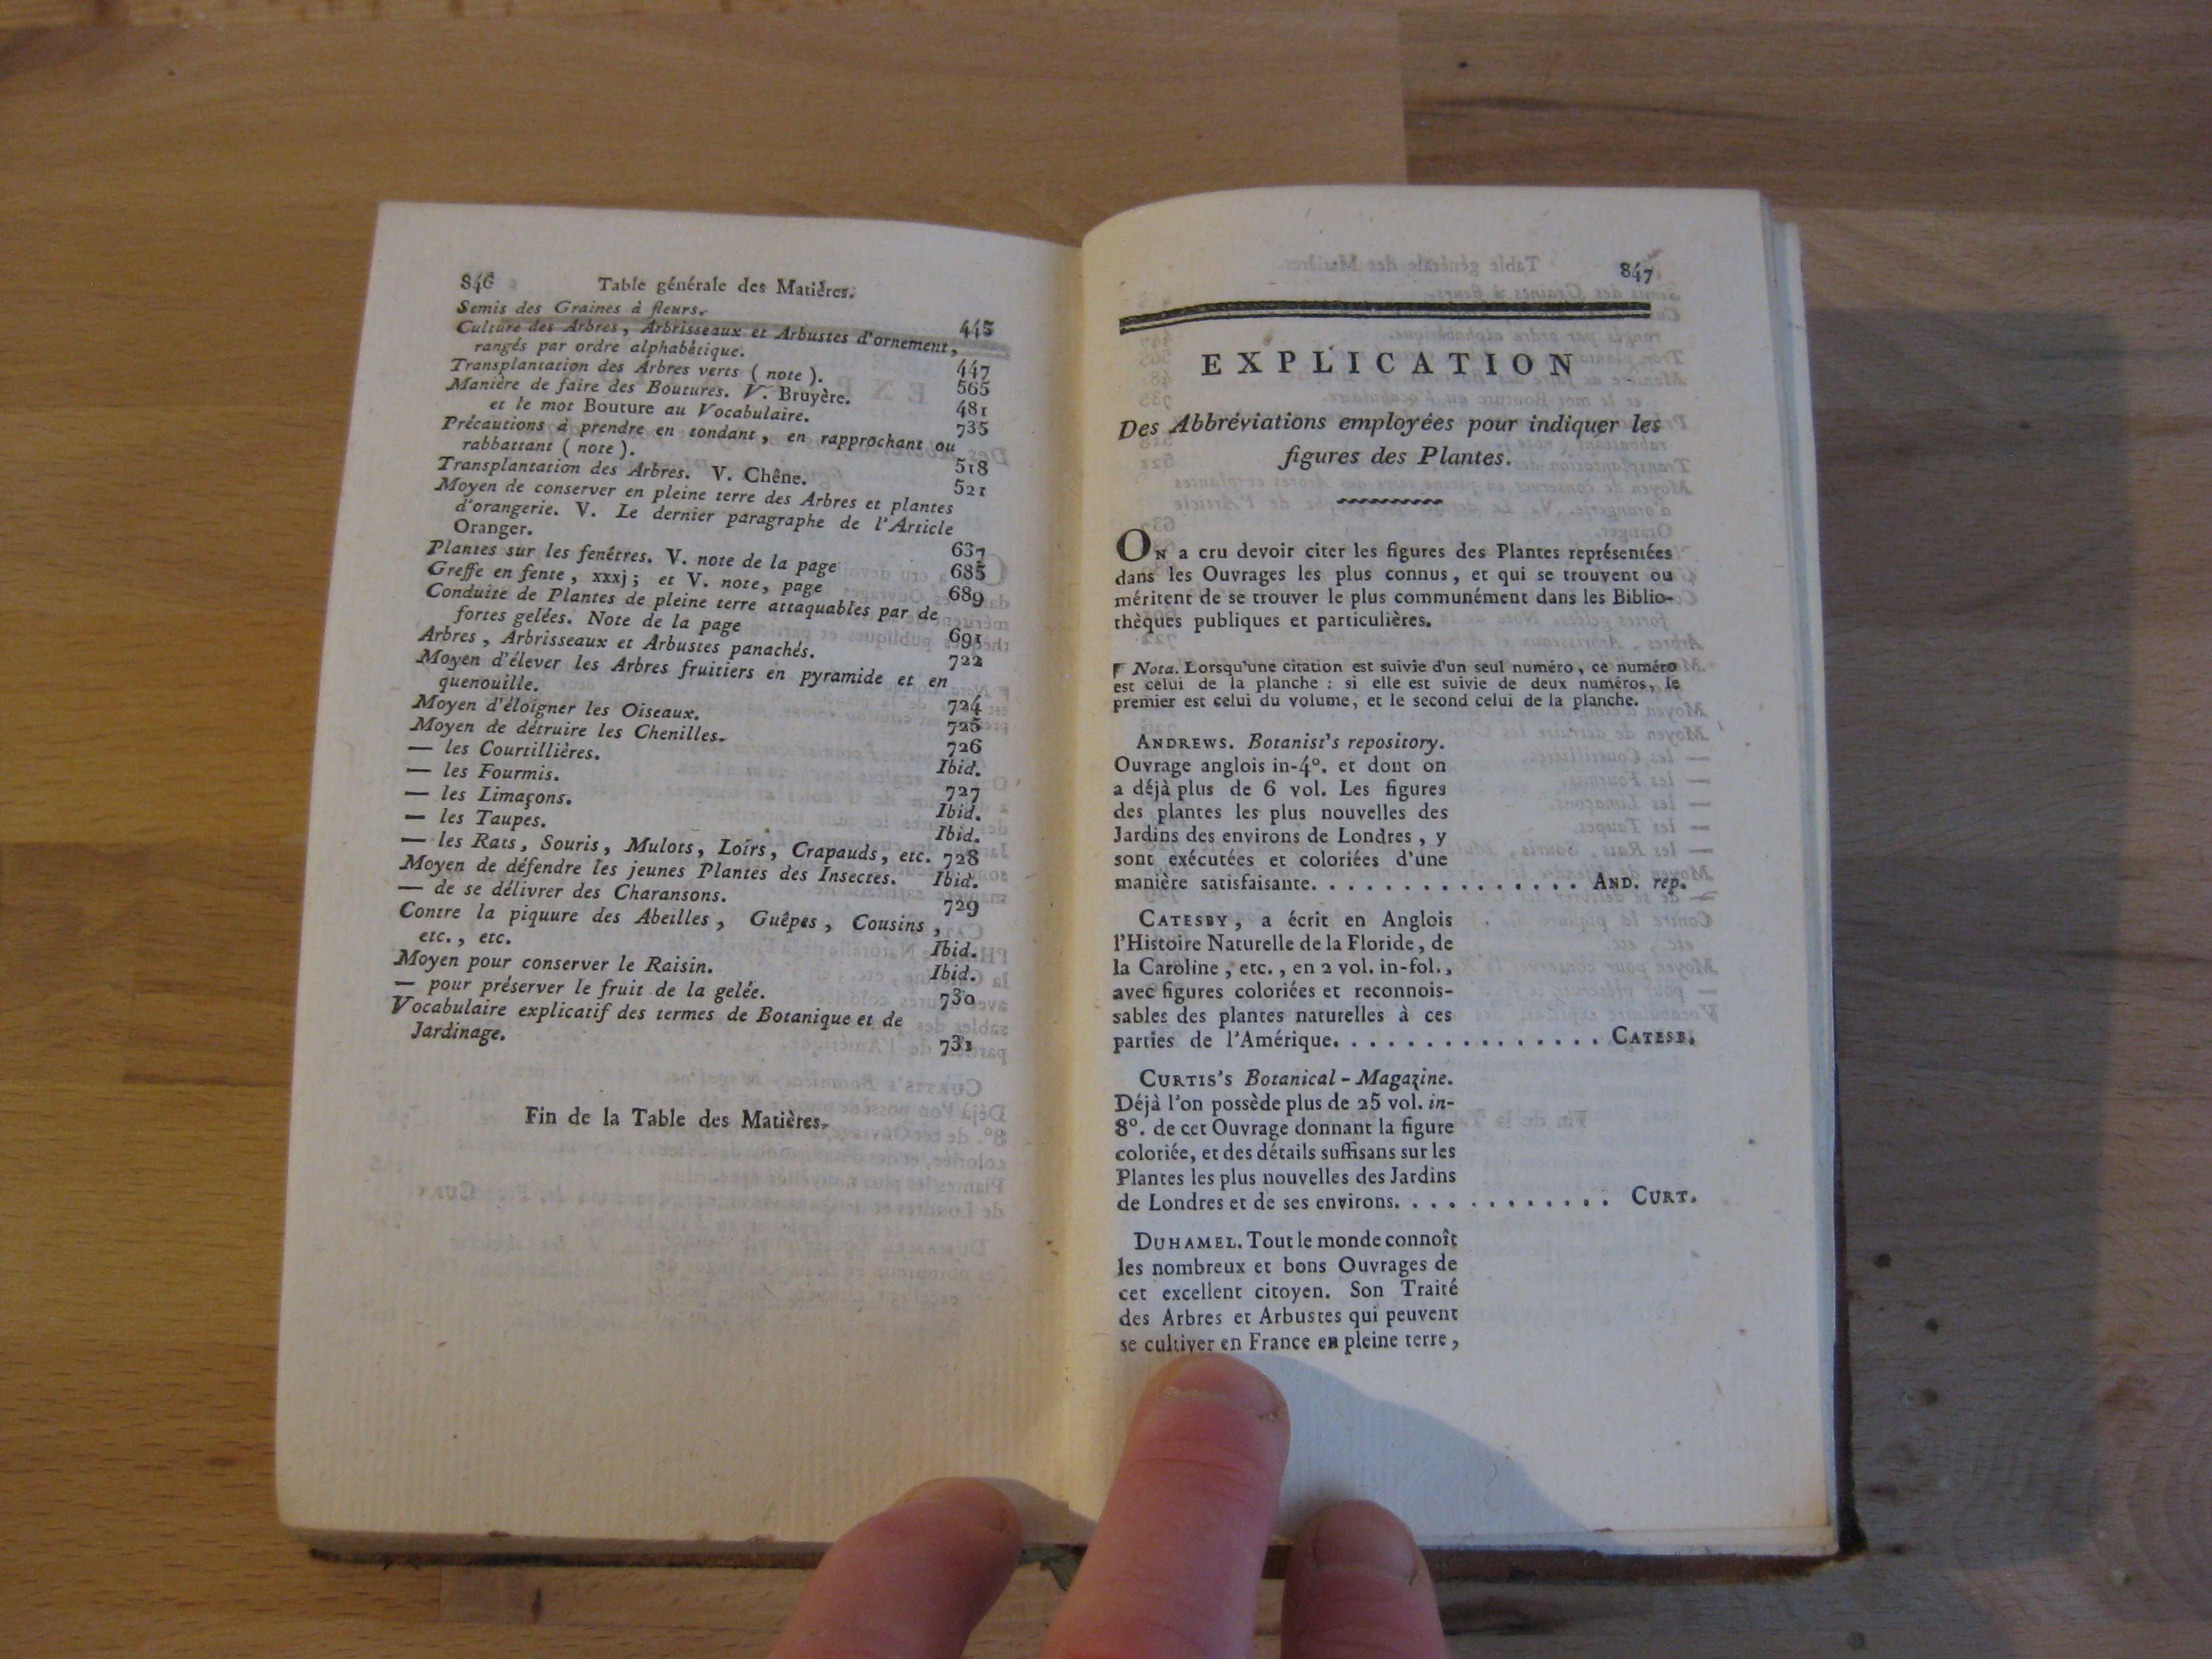 846 Table générale des Matières.
Semis des Graines à fleurs. 445
Culture des Arbres, Arbrisseaux et Arbustes d'ornement,
rangés par ordre alphabétique. 447
Transplantation des Arbres verts ( note ). 565
Manière de faire des Boutures. V. Bruyère. 481
et le mot Bouture au Vocabulaire. 735
Précautions à prendre en tondant, en rapprochant ou
rabbattant ( note ). 518
Transplantation des Arbres. V. Chêne. 521
Moyen de conserver en pleine terre des Arbres et plantes
d'orangerie. V. Le dernier paragraphe de l'Article
Oranger. 637
Plantes sur les fenêtres. V. note de la page 685
Greffe en fente, xxxj; et V. note, page 689
Conduite de Plantes de pleine terre attaquables par de
fortes gelées. Note de la page 691
Arbres, Arbrisseaux et Arbustes panachés. 722
Moyen d'élever les Arbres fruitiers en pyramide et en
quenouille. 724
Moyen d'éloigner les Oiseaux. 725
Moyen de détruire les Chenilles. 726
— les Courtillières. Ibid.
— les Fourmis. 727
— les Limaçons. Ibid.
— les Taupes. Ibid.
— les Rats, Souris, Mulots, Loirs, Crapauds, etc. 728
Moyen de défendre les jeunes Plantes des Insectes. Ibid.
— de se délivrer des Charansons. 729
Contre la piquure des Abeilles, Guêpes, Cousins,
etc., etc. Ibid.
Moyen pour conserver le Raisin. Ibid.
— pour préserver le fruit de la gelée. 730
Vocabulaire explicatif des termes de Botanique et de
Jardinage. 731
Fin de la Table des Matières.
847
EXPLICATION
Des Abbréviations employées pour indiquer les
figures des Plantes.
ON a cru devoir citer les figures des Plantes représentées
dans les Ouvrages les plus connus, et qui se trouvent ou
méritent de se trouver le plus communément dans les Biblio-
thèques publiques et particulières.
Nota. Lorsqu'une citation est suivie d'un seul numéro, ce numéro
est celui de la planche : si elle est suivie de deux numéros, le
premier est celui du volume, et le second celui de la planche.
ANDREWS. Botanist's repository.
Ouvrage anglois in-4°. et dont on
a déjà plus de 6 vol. Les figures
des plantes les plus nouvelles des
Jardins des environs de Londres, y
sont exécutées et coloriées d'une
manière satisfaisante. . . . . . . . . . . . . . . . AND. rep.
CATESBY, a écrit en Anglois
l'Histoire Naturelle de la Floride, de
la Caroline, etc., en 2 vol. in-fol.,
avec figures coloriées et reconnois-
sables des plantes naturelles à ces
parties de l'Amérique. . . . . . . . . . . . . . . . CATESB.
CURTIS'S Botanical-Magazine.
Déjà l'on possède plus de 25 vol. in-
8°. de cet Ouvrage donnant la figure
coloriée, et des détails suffisans sur les
Plantes les plus nouvelles des Jardins
de Londres et de ses environs. . . . . . . . . . . . CURT.
DUHAMEL. Tout le monde connoît
les nombreux et bons Ouvrages de
cet excellent citoyen. Son Traité
des Arbres et Arbustes qui peuvent
se cultiver en France en pleine terre,